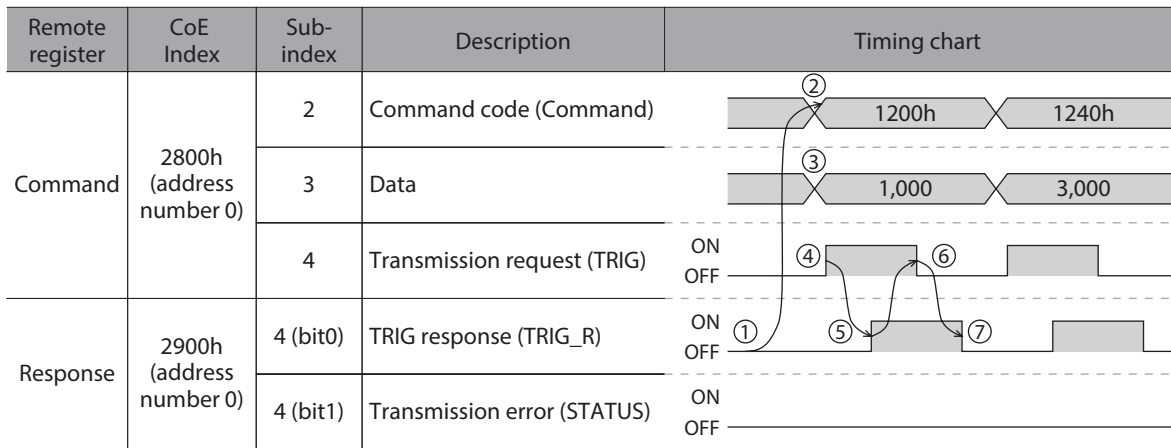 Remote register
CoE Index
Sub-index
Description
Timing chart
Command
2800h
(address
number 0)
2
Command code (Command)
②
1200h
1240h
3
Data
③
1,000
3,000
4
Transmission request (TRIG)
ON
OFF
④
⑥
Response
2900h
(address
number 0)
4 (bit0)
TRIG response (TRIG_R)
ON
OFF
①
⑤
⑦
4 (bit1)
Transmission error (STATUS)
ON
OFF